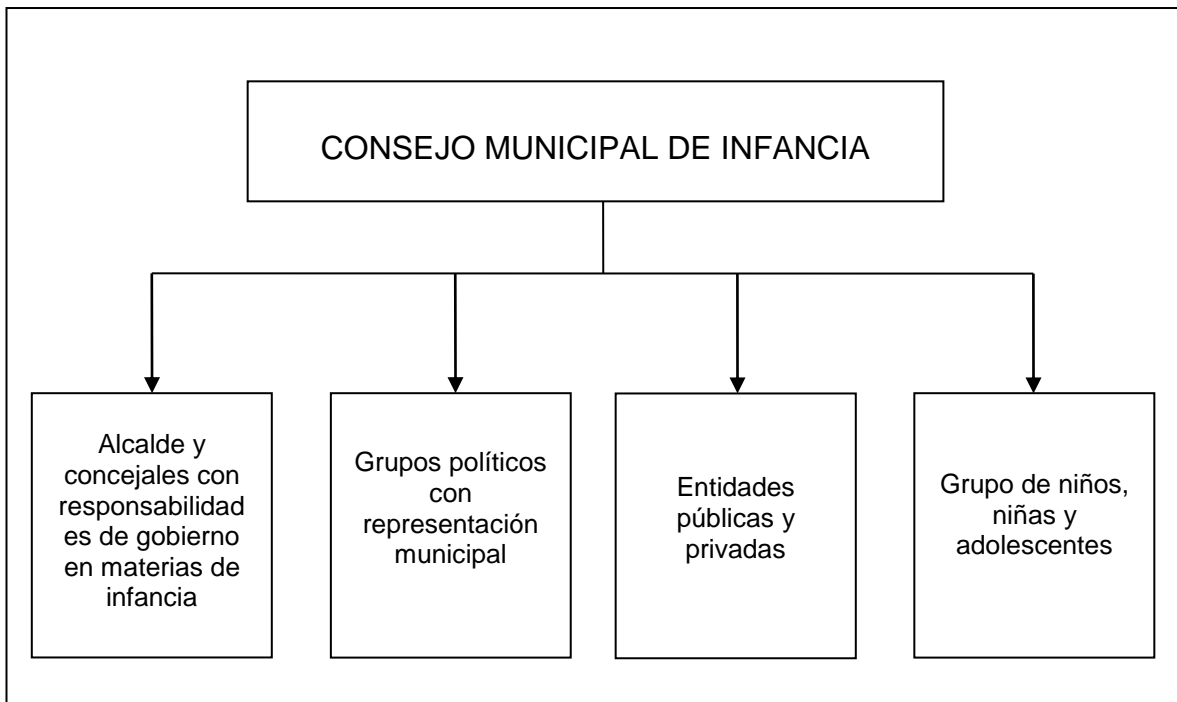 CONSEJO MUNICIPAL DE INFANCIA
Alcalde y
concejales con
responsabilidad
es de gobierno
en materias de
infancia
Grupos políticos
con
representación
municipal
Entidades
públicas y
privadas
Grupo de niños,
niñas y
adolescentes